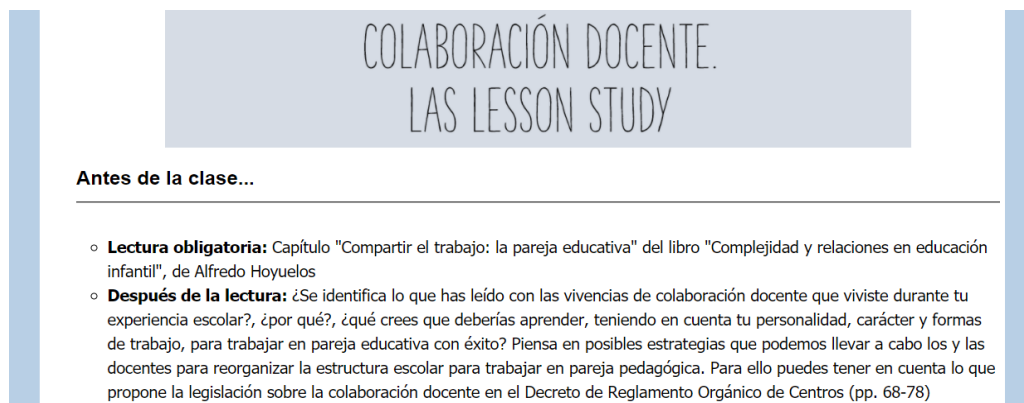 COLABORACIÓN DOCENTE.
LAS LESSON STUDY
Antes de la clase...
Lectura obligatoria: Capítulo "Compartir el trabajo: la pareja educativa" del libro "Complejidad y relaciones en educación
infantil", de Alfredo Hoyuelos
Después de la lectura: ¿Se identifica lo que has leído con las vivencias de colaboración docente que viviste durante tu
experiencia escolar?, ¿por qué?, ¿qué crees que deberías aprender, teniendo en cuenta tu personalidad, carácter y formas
de trabajo, para trabajar en pareja educativa con éxito? Piensa en posibles estrategias que podemos llevar a cabo los y las
docentes para reorganizar la estructura escolar para trabajar en pareja pedagógica. Para ello puedes tener en cuenta lo que
propone la legislación sobre la colaboración docente en el Decreto de Reglamento Orgánico de Centros (pp. 68-78)